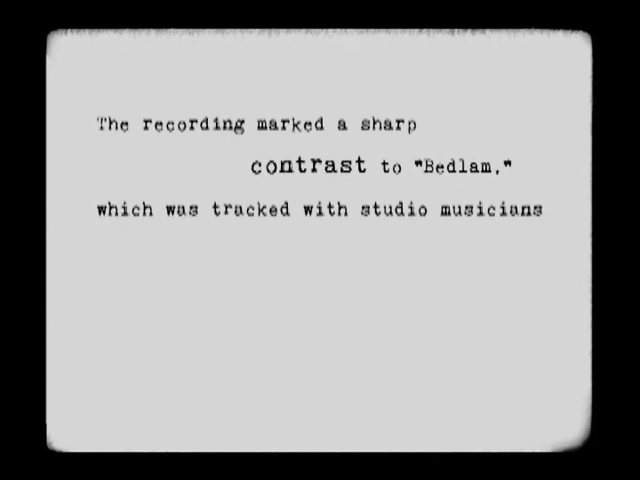 The recording marked a sharp
contrast to "Bedlam,"
which was tracked with studio musicians